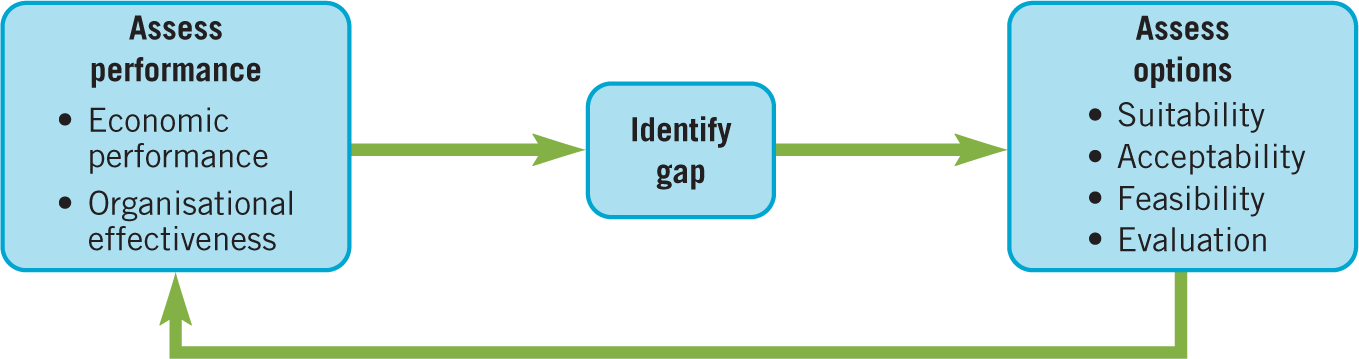 Assess
performance
• Economic
performance
• Organisational
effectiveness
Identify
gap
Assess
options
• Suitability
• Acceptability
• Feasibility
• Evaluation